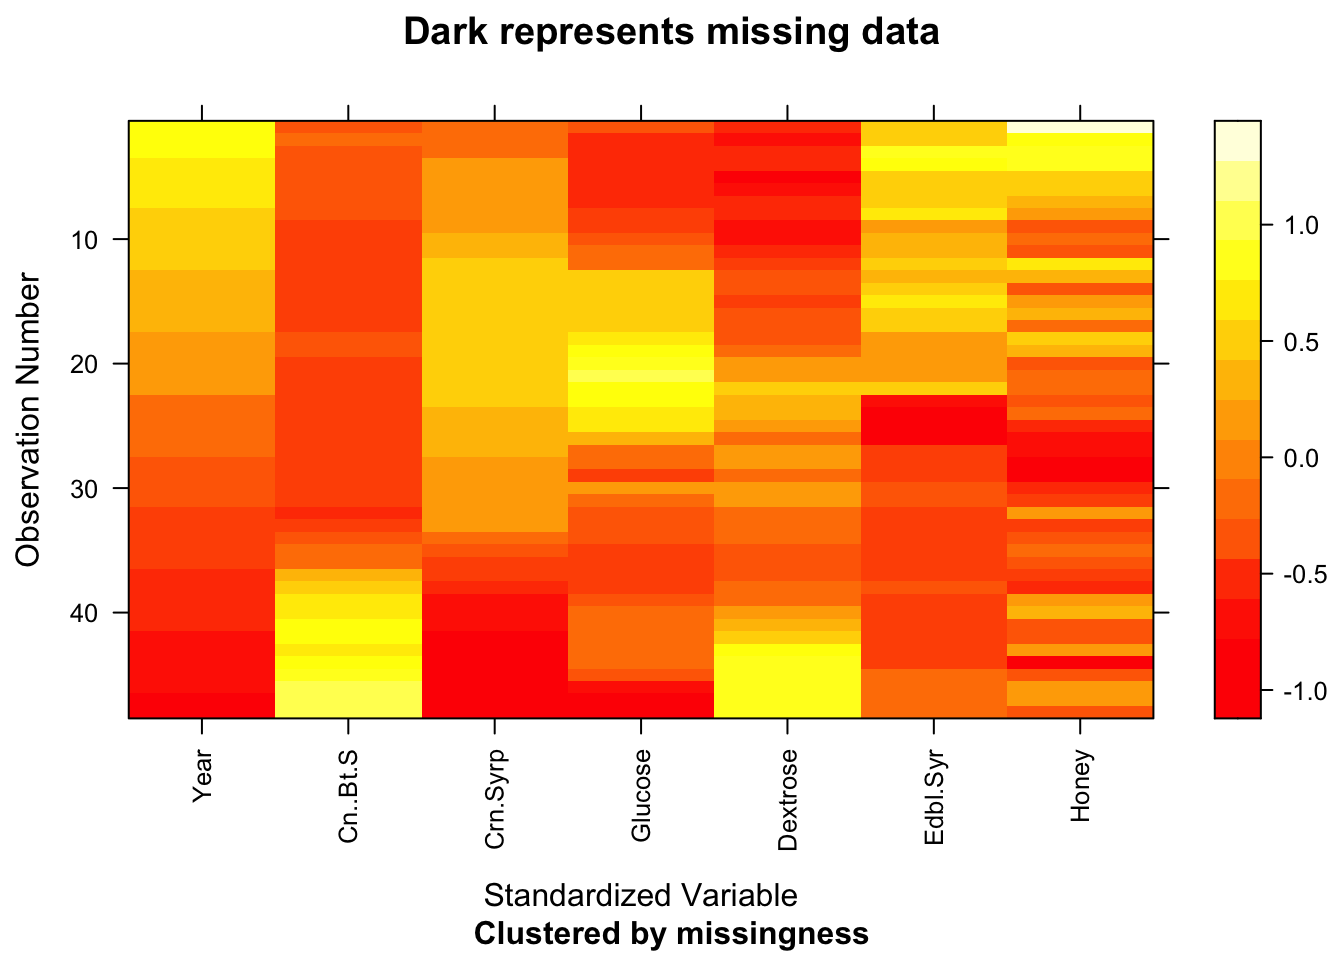 Dark represents missing data
Observation Number
10
20
30
40
1.0
0.5
0.0
-0.5
-1.0
Year
Cn..Bt.S
Crn.Syrp
Glucose
Dextrose
Edbl.Syr
Honey
Standardized Variable
Clustered by missingness